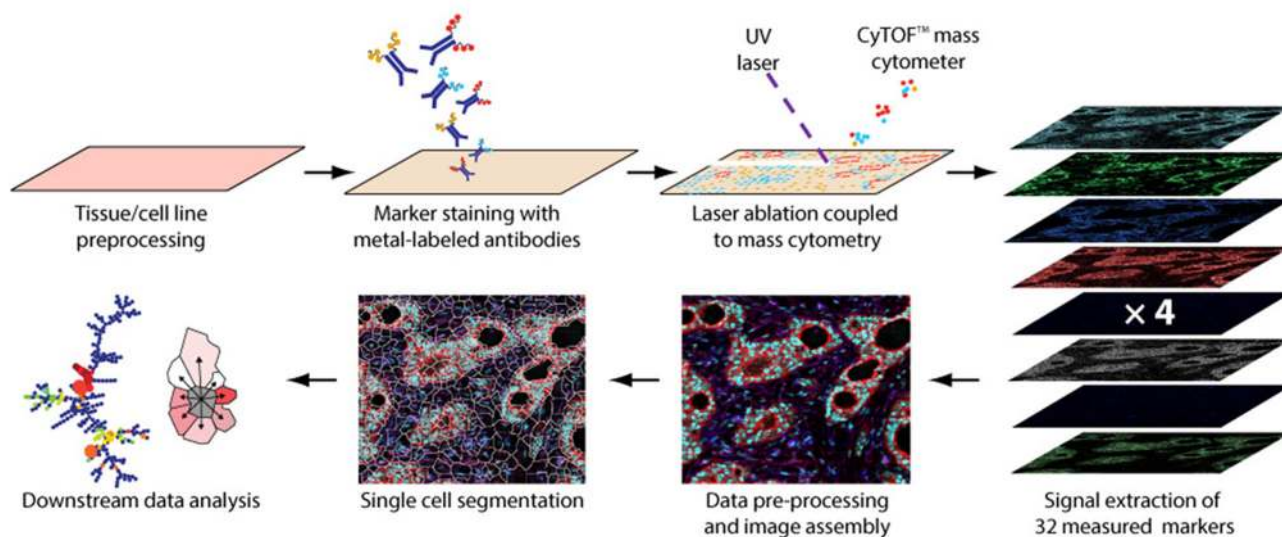 UV
laser
CyTOF™ mass
cytometer
Tissue/cell line
preprocessing
Marker staining with
metal-labeled antibodies
Laser ablation coupled
to mass cytometry
× 4
Downstream data analysis
Single cell segmentation
Data pre-processing
and image assembly
Signal extraction of
32 measured markers